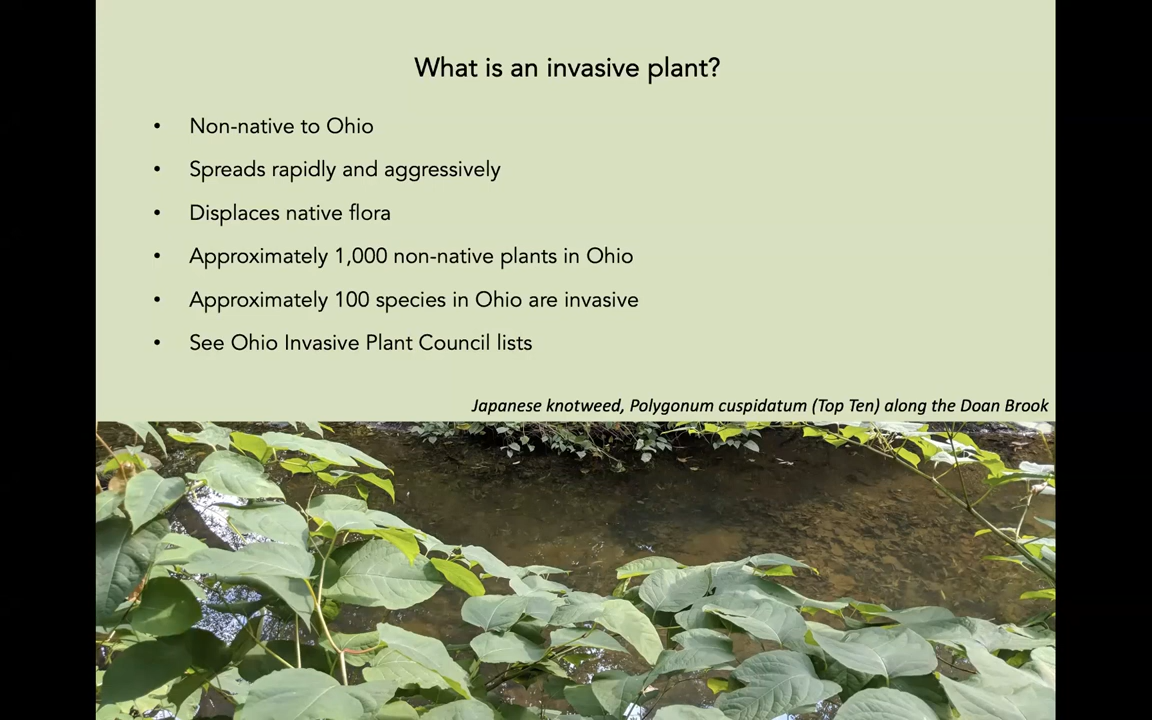 What is an invasive plant?
• Non-native to Ohio
• Spreads rapidly and aggressively
• Displaces native flora
• Approximately 1,000 non-native plants in Ohio
• Approximately 100 species in Ohio are invasive
• See Ohio Invasive Plant Council lists
Japanese knotweed, Polygonum cuspidatum (Top Ten) along the Doan Brook